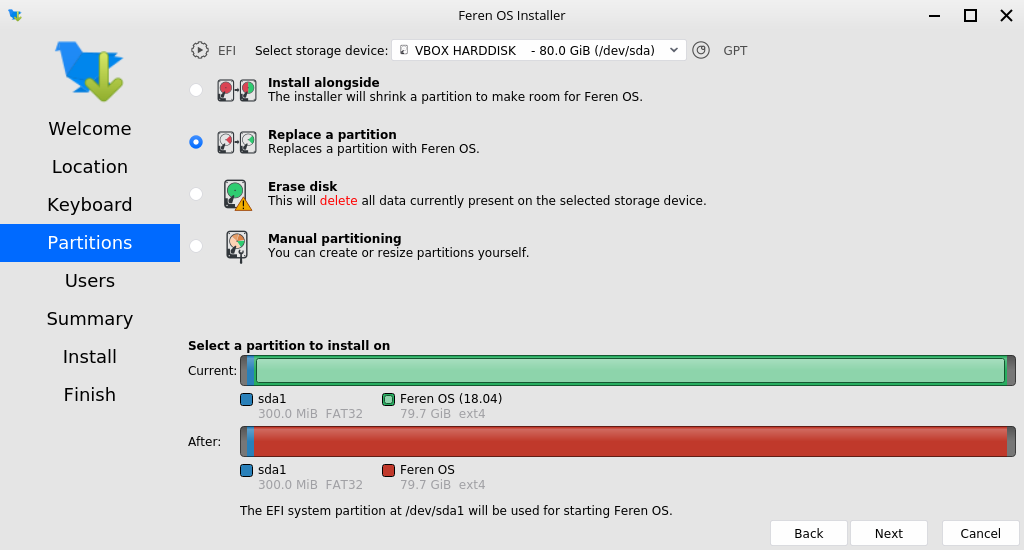 Feren OS Installer
EFI Select storage device: VBOX HARDDISK - 80.0 GiB (/dev/sda) GPT
Welcome
Location
Keyboard
Partitions
Users
Summary
Install
Finish
Install alongside
The installer will shrink a partition to make room for Feren OS.
Replace a partition
Replaces a partition with Feren OS.
Erase disk
This will delete all data currently present on the selected storage device.
Manual partitioning
You can create or resize partitions yourself.
Select a partition to install on
Current:
sda1 Feren OS (18.04)
300.0 MiB FAT32 79.7 GiB ext4
After:
sda1 Feren OS
300.0 MiB FAT32 79.7 GiB ext4
The EFI system partition at /dev/sda1 will be used for starting Feren OS.
Back Next Cancel